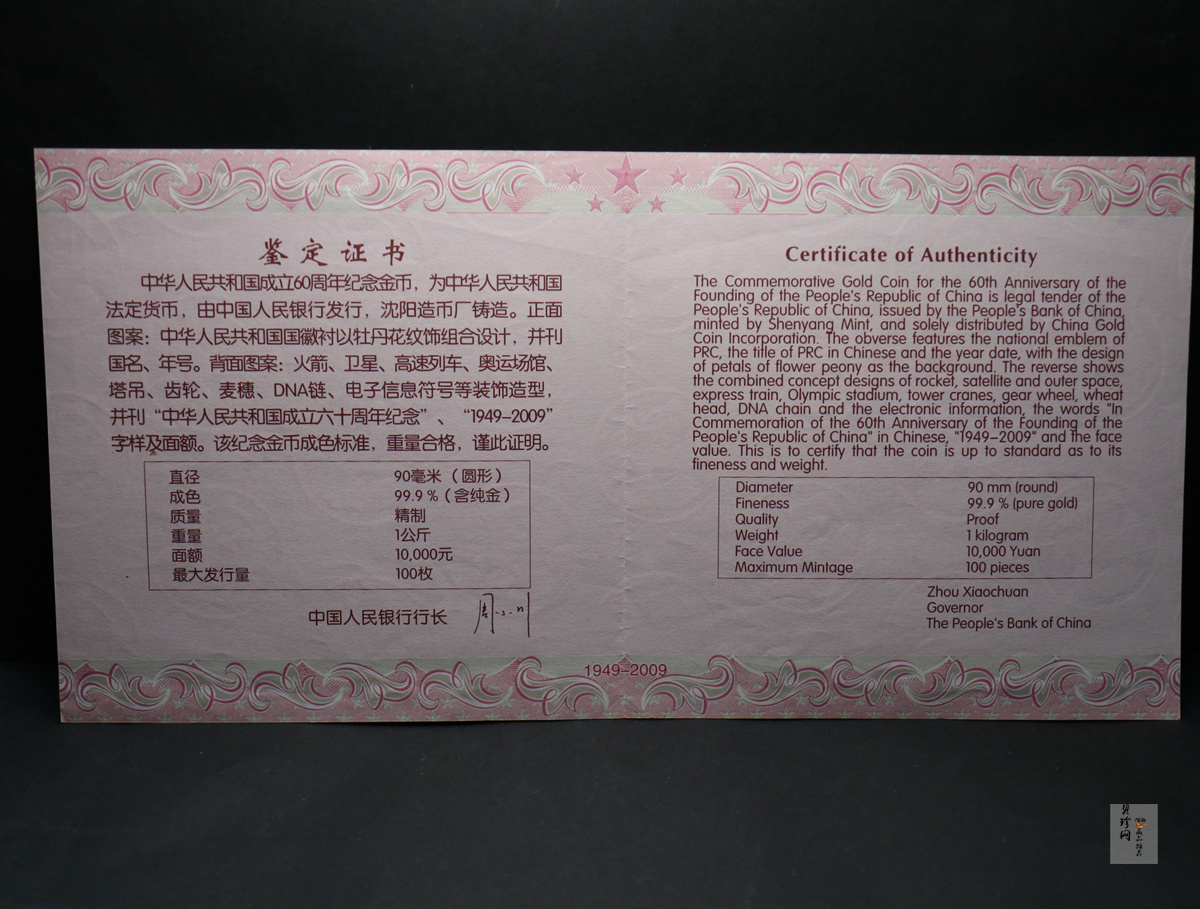 鉴定证书
中华人民共和国成立60周年纪念金币，为中华人民共和国
法定货币，由中国人民银行发行，沈阳造币厂铸造。正面
图案：中华人民共和国国徽衬以牡丹花纹饰组合设计，并刊
国名、年号。背面图案：火箭、卫星、高速列车、奥运场馆、
塔吊、齿轮、麦穗、DNA链、电子信息符号等装饰造型，
并刊“中华人民共和国成立六十周年纪念”、“1949-2009”
字样及面额。该纪念金币成色标准，重量合格，谨此证明。
直径 90毫米（圆形）
成色 99.9％（含纯金）
质量 精制
重量 1公斤
面额 10,000元
最大发行量 100枚
中国人民银行行长
Certificate of Authenticity
The Commemorative Gold Coin for the 60th Anniversary of the
Founding of the People's Republic of China is legal tender of the
People's Republic of China, issued by the People's Bank of China,
minted by Shenyang Mint, and solely distributed by China Gold
Coin Incorporation. The obverse features the national emblem of
PRC, the title of PRC in Chinese and the year date, with the design
of petals of flower peony as the background. The reverse shows
the combined concept designs of rocket, satellite and outer space,
express train, Olympic stadium, tower cranes, gear wheel, wheat
head, DNA chain and the electronic information, the words "In
Commemoration of the 60th Anniversary of the Founding of the
People's Republic of China" in Chinese, "1949-2009" and the face
value. This is to certify that the coin is up to standard as to its
fineness and weight.
Diameter 90 mm (round)
Fineness 99.9 % (pure gold)
Quality Proof
Weight 1 kilogram
Face Value 10,000 Yuan
Maximum Mintage 100 pieces
Zhou Xiaochuan
Governor
The People's Bank of China
1949-2009